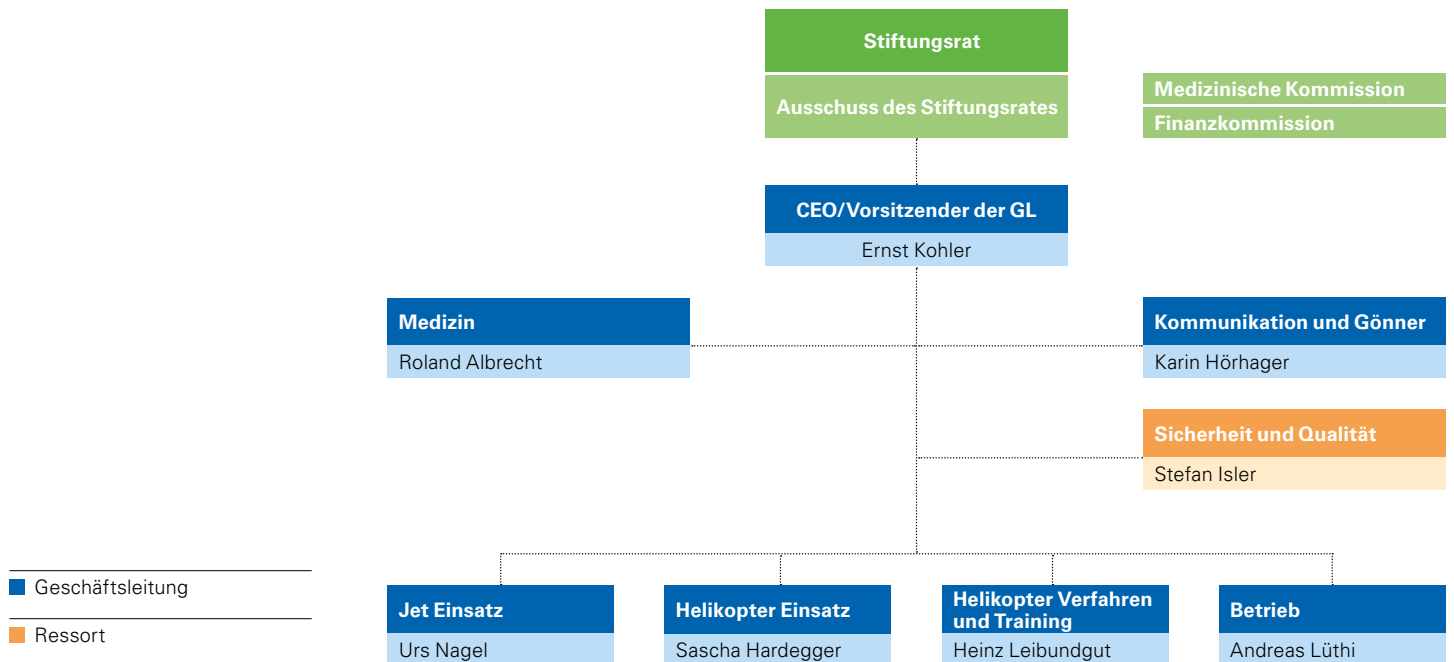 Stiftungsrat
Ausschuss des Stiftungsrates
Medizinische Kommission
Finanzkommission
CEO/Vorsitzender der GL
Ernst Kohler
Medizin
Roland Albrecht
Kommunikation und Gönner
Karin Hörhager
Sicherheit und Qualität
Stefan Isler
Geschäftsleitung
Ressort
Jet Einsatz
Urs Nagel
Helikopter Einsatz
Sascha Hardegger
Helikopter Verfahren
und Training
Heinz Leibundgut
Betrieb
Andreas Lüthi